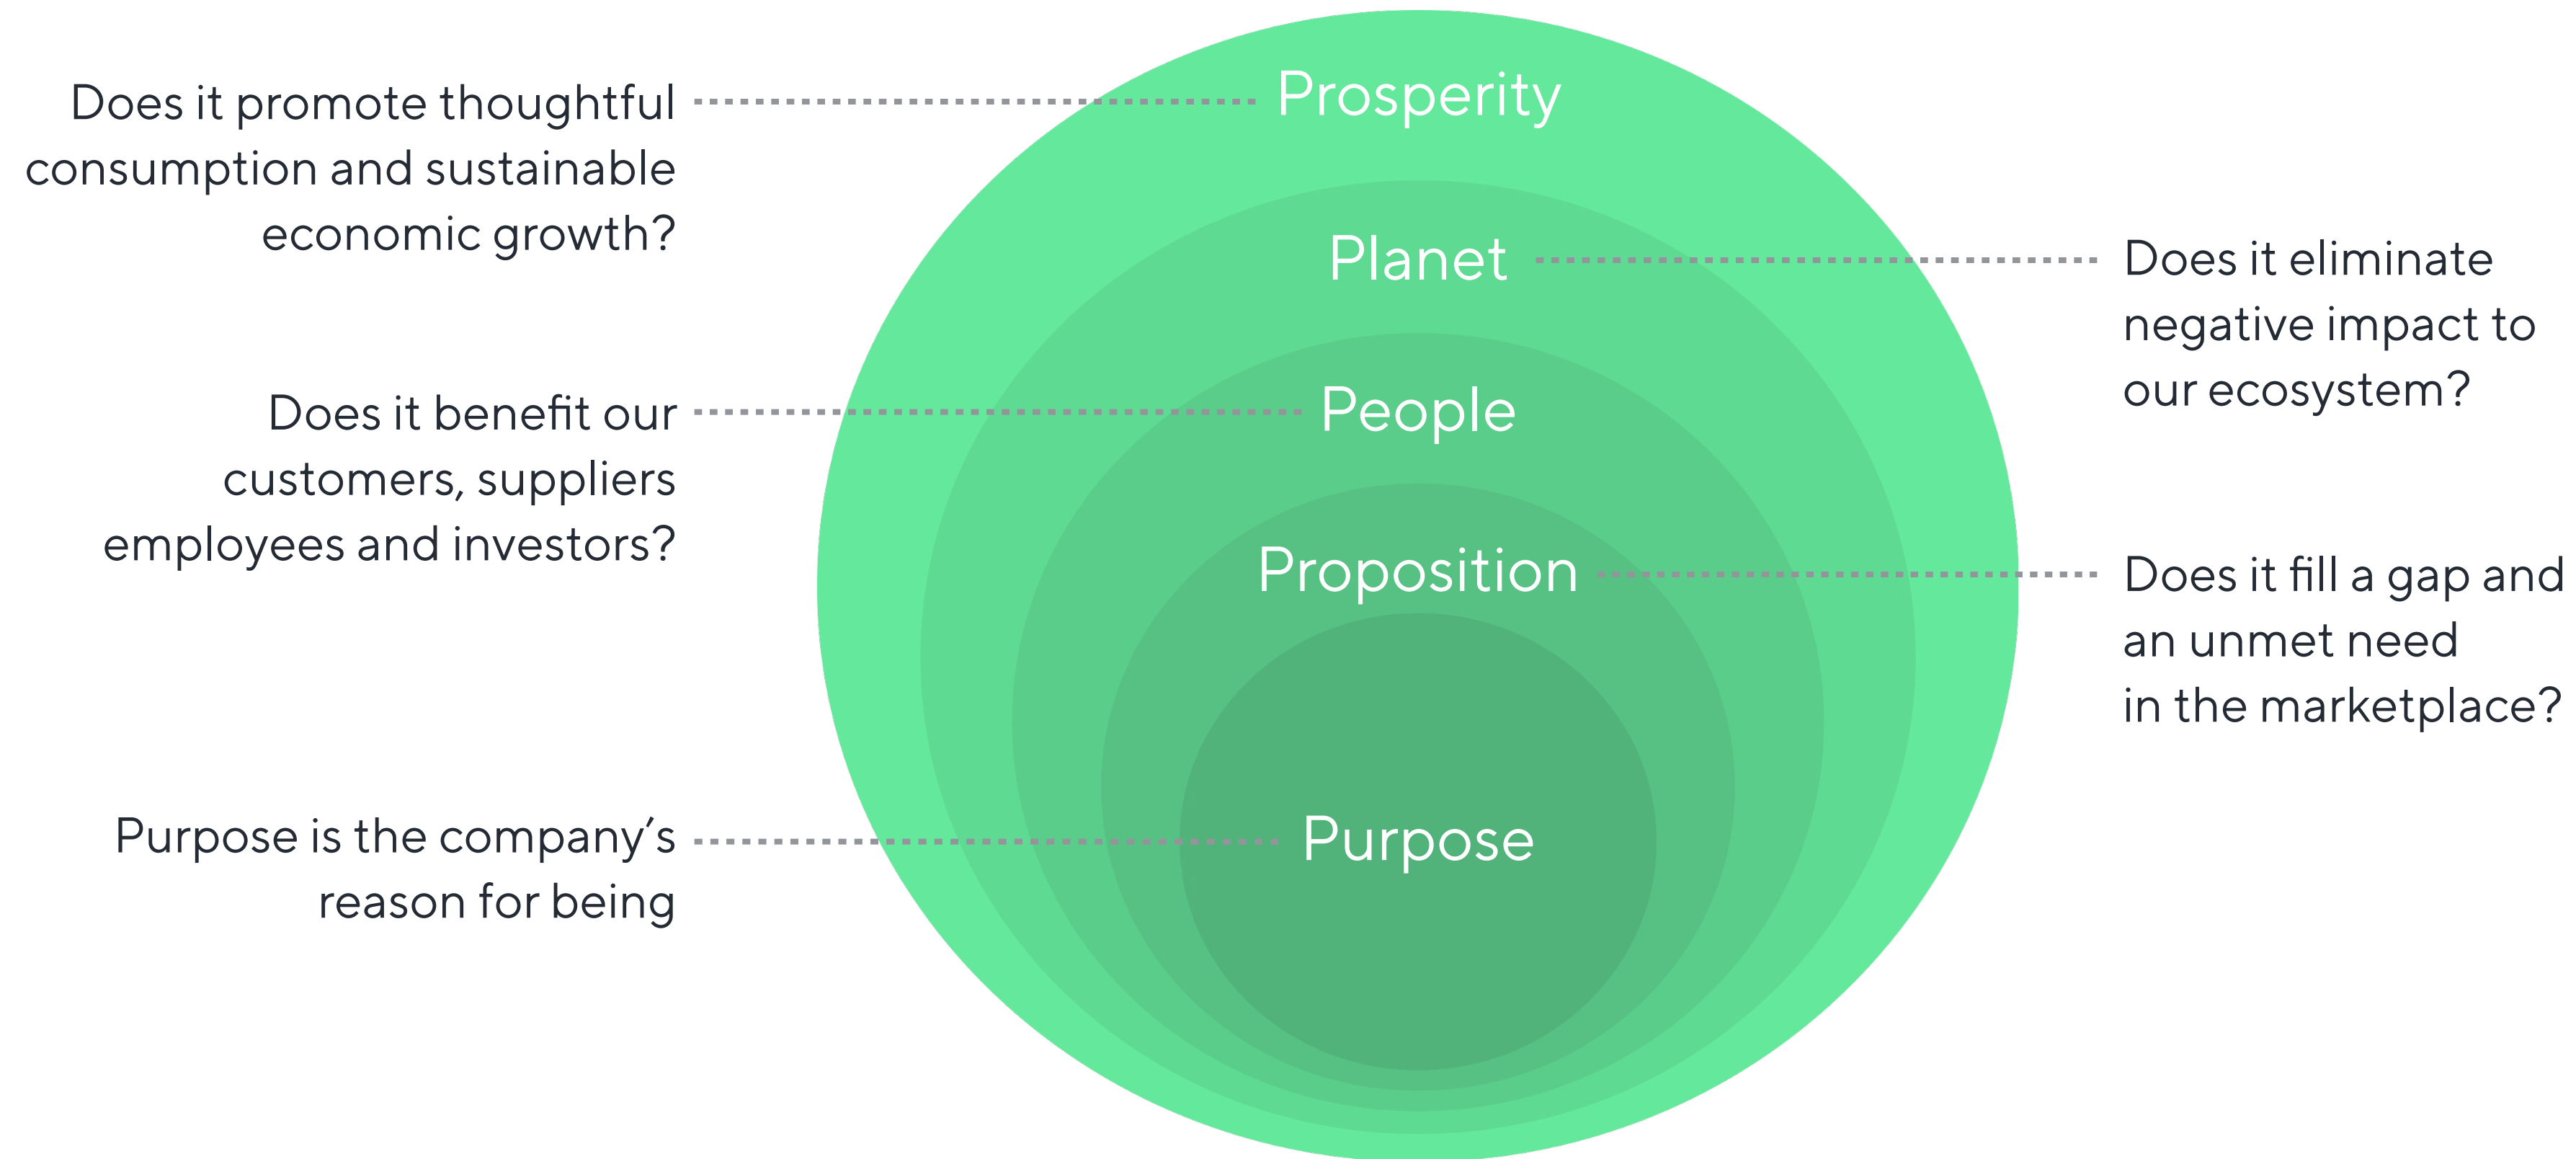 Prosperity
Does it promote thoughtful
consumption and sustainable
economic growth?
Planet
Does it eliminate
negative impact to
our ecosystem?
People
Does it benefit our
customers, suppliers
employees and investors?
Proposition
Does it fill a gap and
an unmet need
in the marketplace?
Purpose
Purpose is the company’s
reason for being